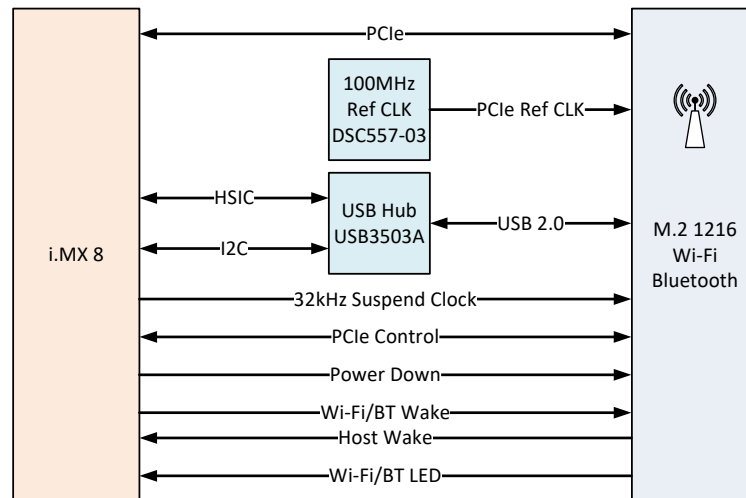 PCIe
100MHz
Ref CLK
DSC557-03
PCIe Ref CLK
HSIC
USB Hub
USB3503A
USB 2.0
I2C
i.MX 8
M.2 1216
Wi-Fi
Bluetooth
32kHz Suspend Clock
PCIe Control
Power Down
Wi-Fi/BT Wake
Host Wake
Wi-Fi/BT LED